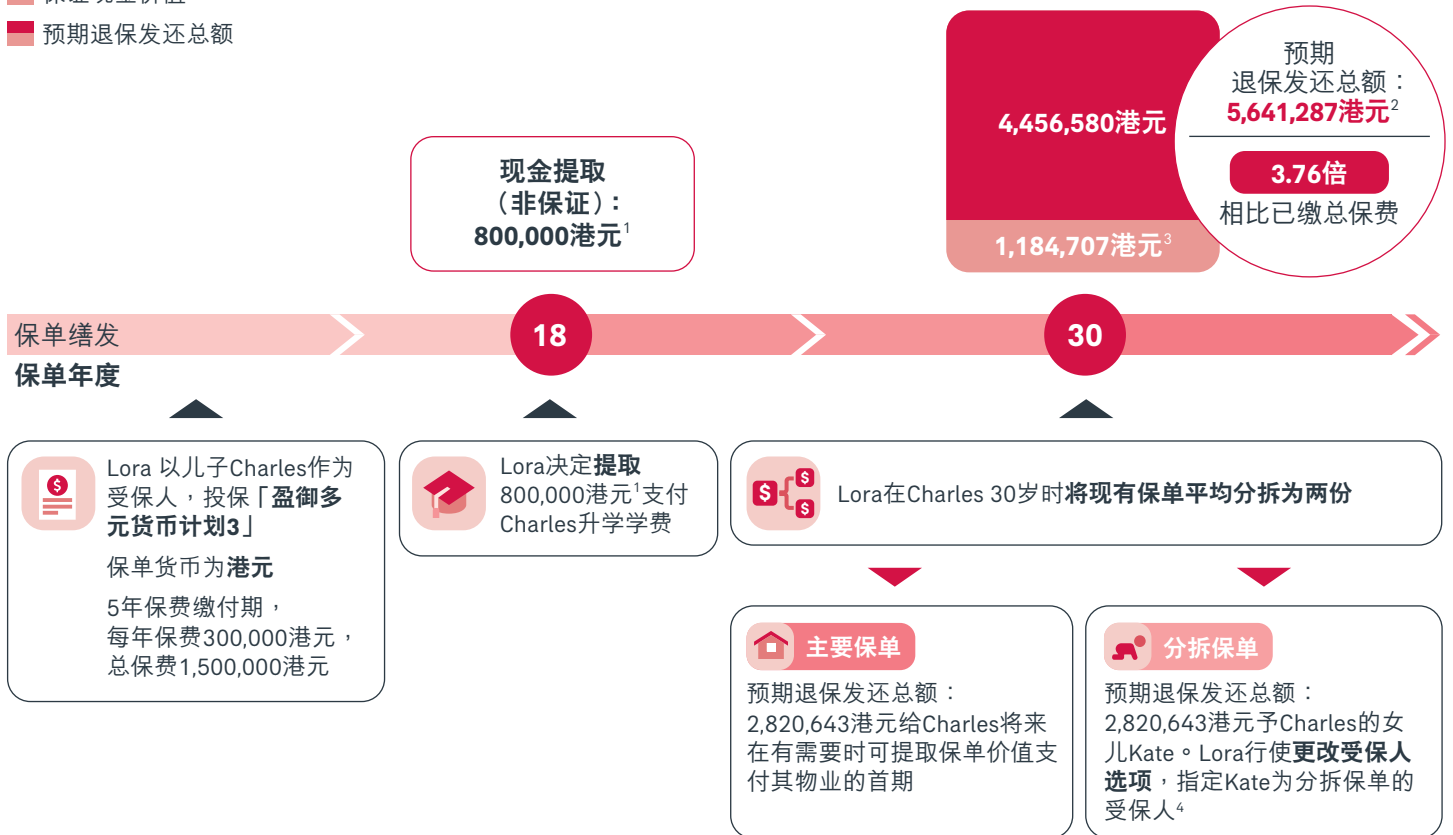 预期退保发还总额
4,456,580港元
1,184,707港元3
预期
退保发还总额：
5,641,287港元2
3.76倍
相比已缴总保费
现金提取
（非保证）：
800,000港元1
保单缮发
18
30
保单年度
Lora 以儿子Charles作为
受保人，投保「盈御多
元货币计划3」
保单货币为港元
5年保费缴付期，
每年保费300,000港元，
总保费1,500,000港元
Lora决定提取
800,000港元1支付
Charles升学学费
Lora在Charles 30岁时将现有保单平均分拆为两份
主要保单
预期退保发还总额：
2,820,643港元给Charles将来
在有需要时可提取保单价值支
付其物业的首期
分拆保单
预期退保发还总额：
2,820,643港元予Charles的女
儿Kate。Lora行使更改受保人
选项，指定Kate为分拆保单的
受保人4